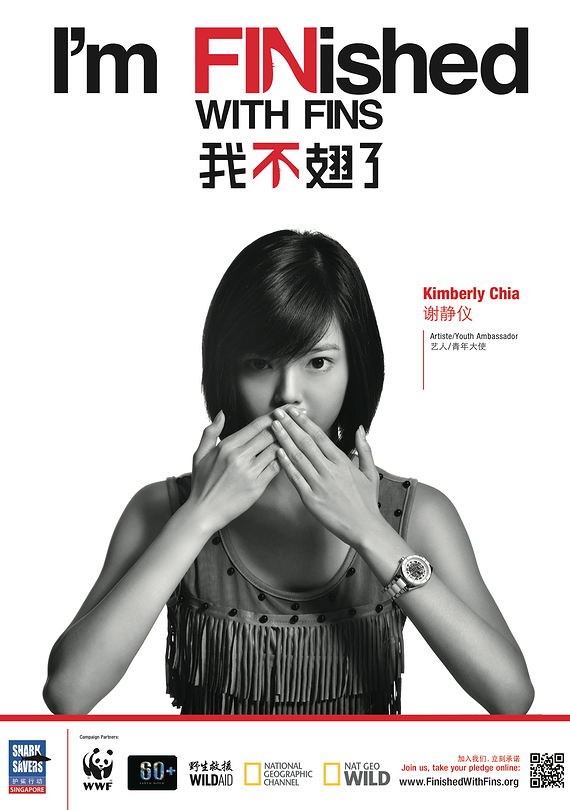 I'm FINished
WITH FINS
我不翅了
Kimberly Chia
谢静仪
Artiste/Youth Ambassador
艺人/青年大使
Campaign Partners:
SHARK
SAVERS
护鲨行动
SINGAPORE
WWF
60+
EARTH HOUR
野生救援
WILDAID
NATIONAL
GEOGRAPHIC
CHANNEL
NAT GEO
WILD
加入我们，立刻承诺
Join us, take your pledge online:
www.FinishedWithFins.org